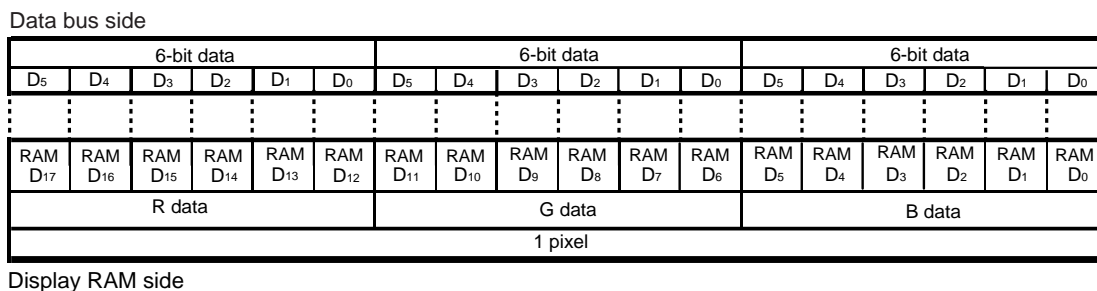 Data bus side
6-bit data 6-bit data 6-bit data
D5 D4 D3 D2 D1 D0 D5 D4 D3 D2 D1 D0 D5 D4 D3 D2 D1 D0
RAM RAM RAM RAM RAM RAM RAM RAM RAM RAM RAM RAM RAM RAM RAM RAM RAM RAM
D17 D16 D15 D14 D13 D12 D11 D10 D9 D8 D7 D6 D5 D4 D3 D2 D1 D0
R data G data B data
1 pixel
Display RAM side